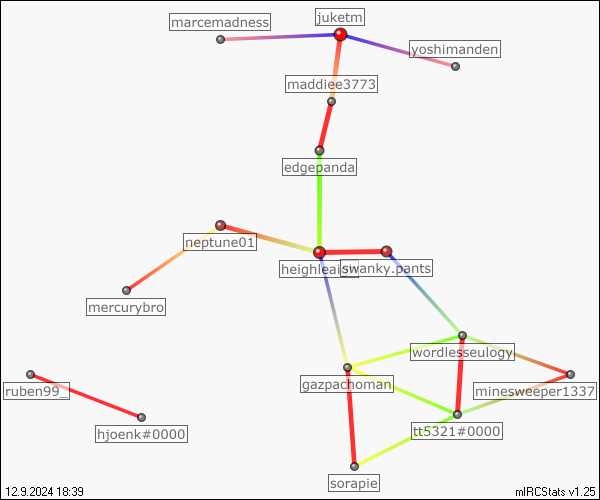 marcemadness
juketm
yoshimanden
maddiee3773
edgepanda
neptune01
swanky.pants
mercurybro
wordlesseulogy
gazpachoman
ruben99_
minesweeper1337
hjoenk#0000
tt5321#0000
sorapie
12.9.2024 18:39
mIRCStats v1.25